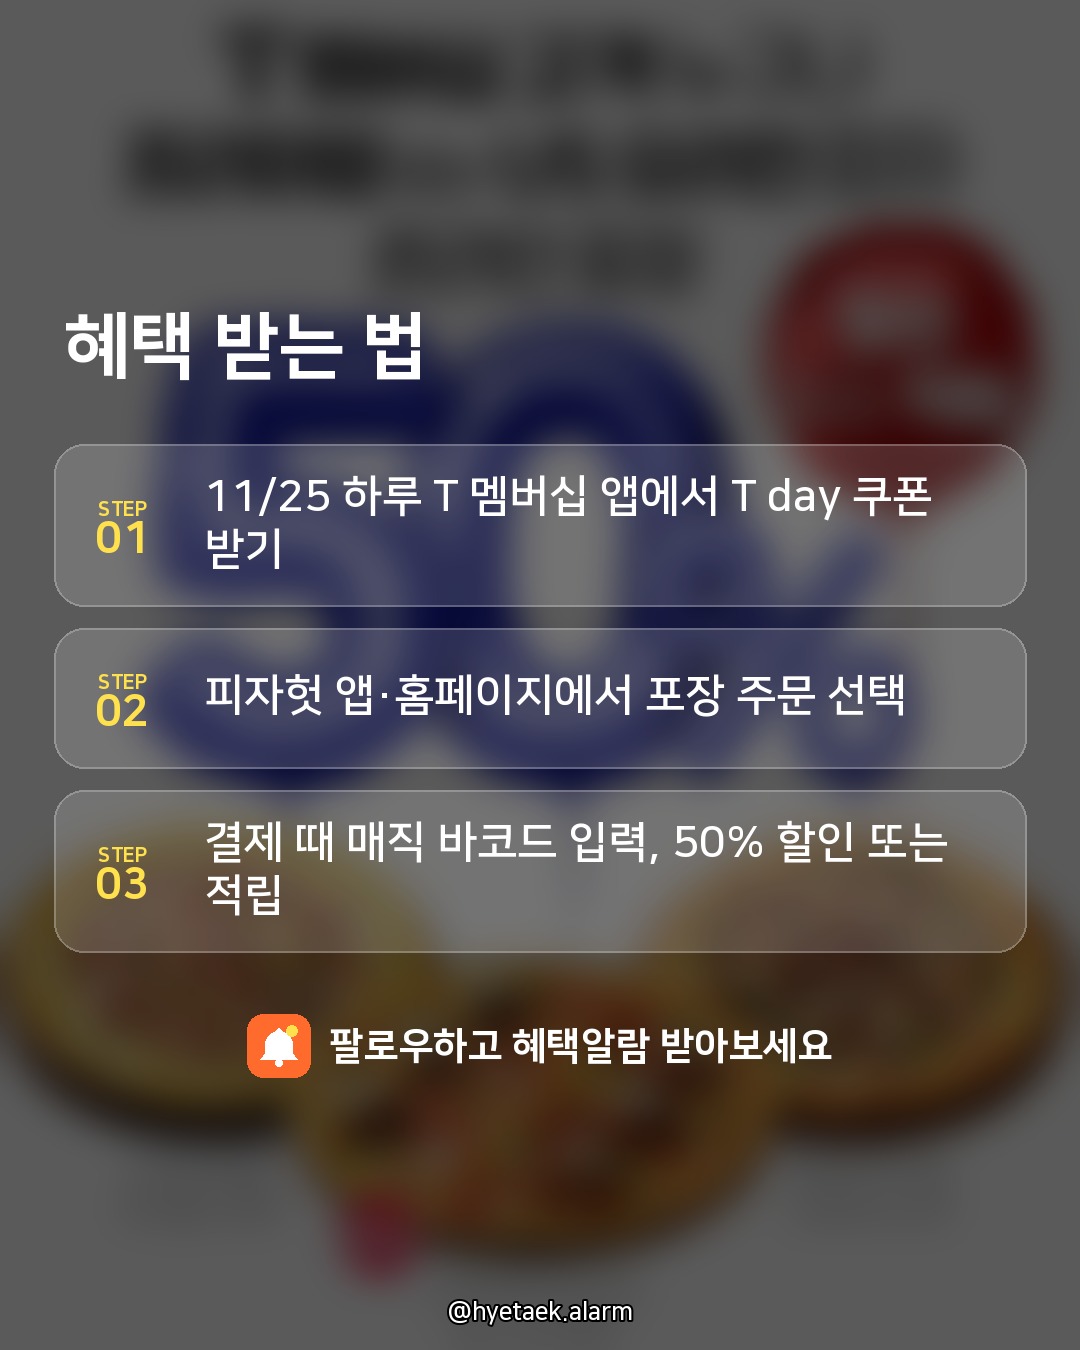 혜택 받는 법
STEP
01
11/25 하루 T 멤버십 앱에서 T day 쿠폰
받기
STEP
02
피자헛 앱·홈페이지에서 포장 주문 선택
STEP
03
결제 때 매직 바코드 입력, 50% 할인 또는
적립
팔로우하고 혜택알람 받아보세요
@hyetaek.alarm